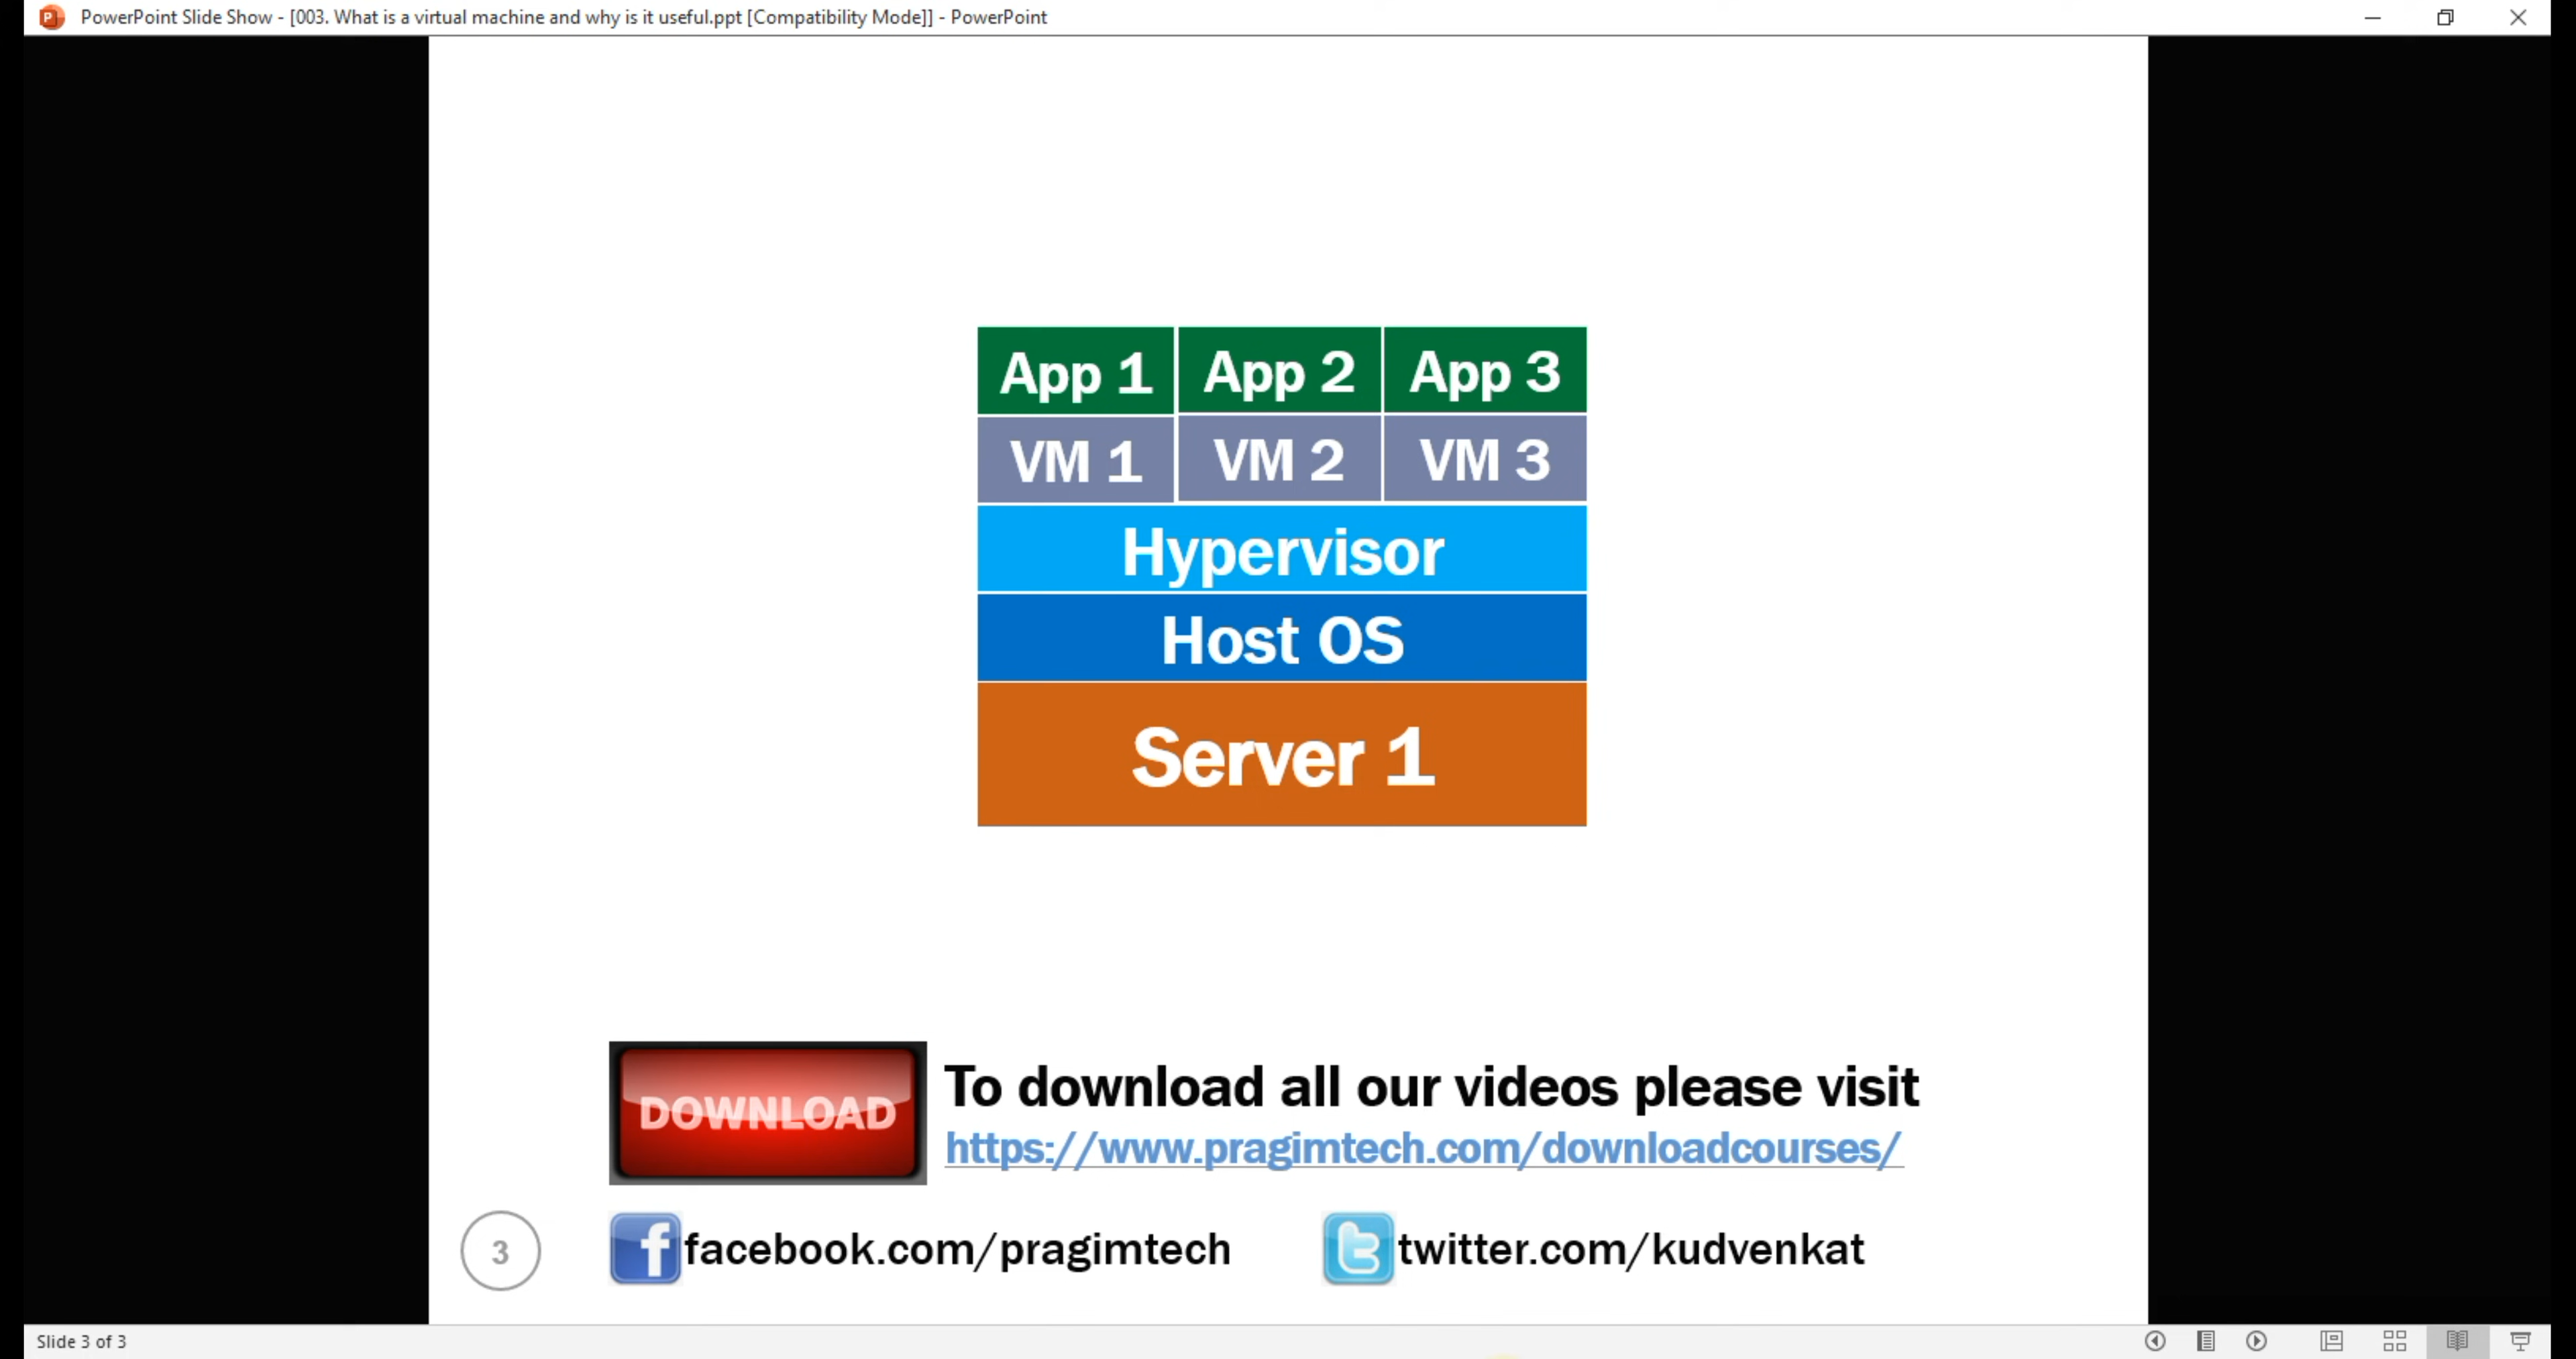 PowerPoint Slide Show - [003. What is a virtual machine and why is it useful.ppt [Compatibility Mode]] - PowerPoint
App 1 App 2 App 3
VM 1 VM 2 VM 3
Hypervisor
Host OS
Server 1
DOWNLOAD
To download all our videos please visit
https://www.pragimtech.com/downloadcourses/
3
facebook.com/pragimtech
twitter.com/kudvenkat
Slide 3 of 3